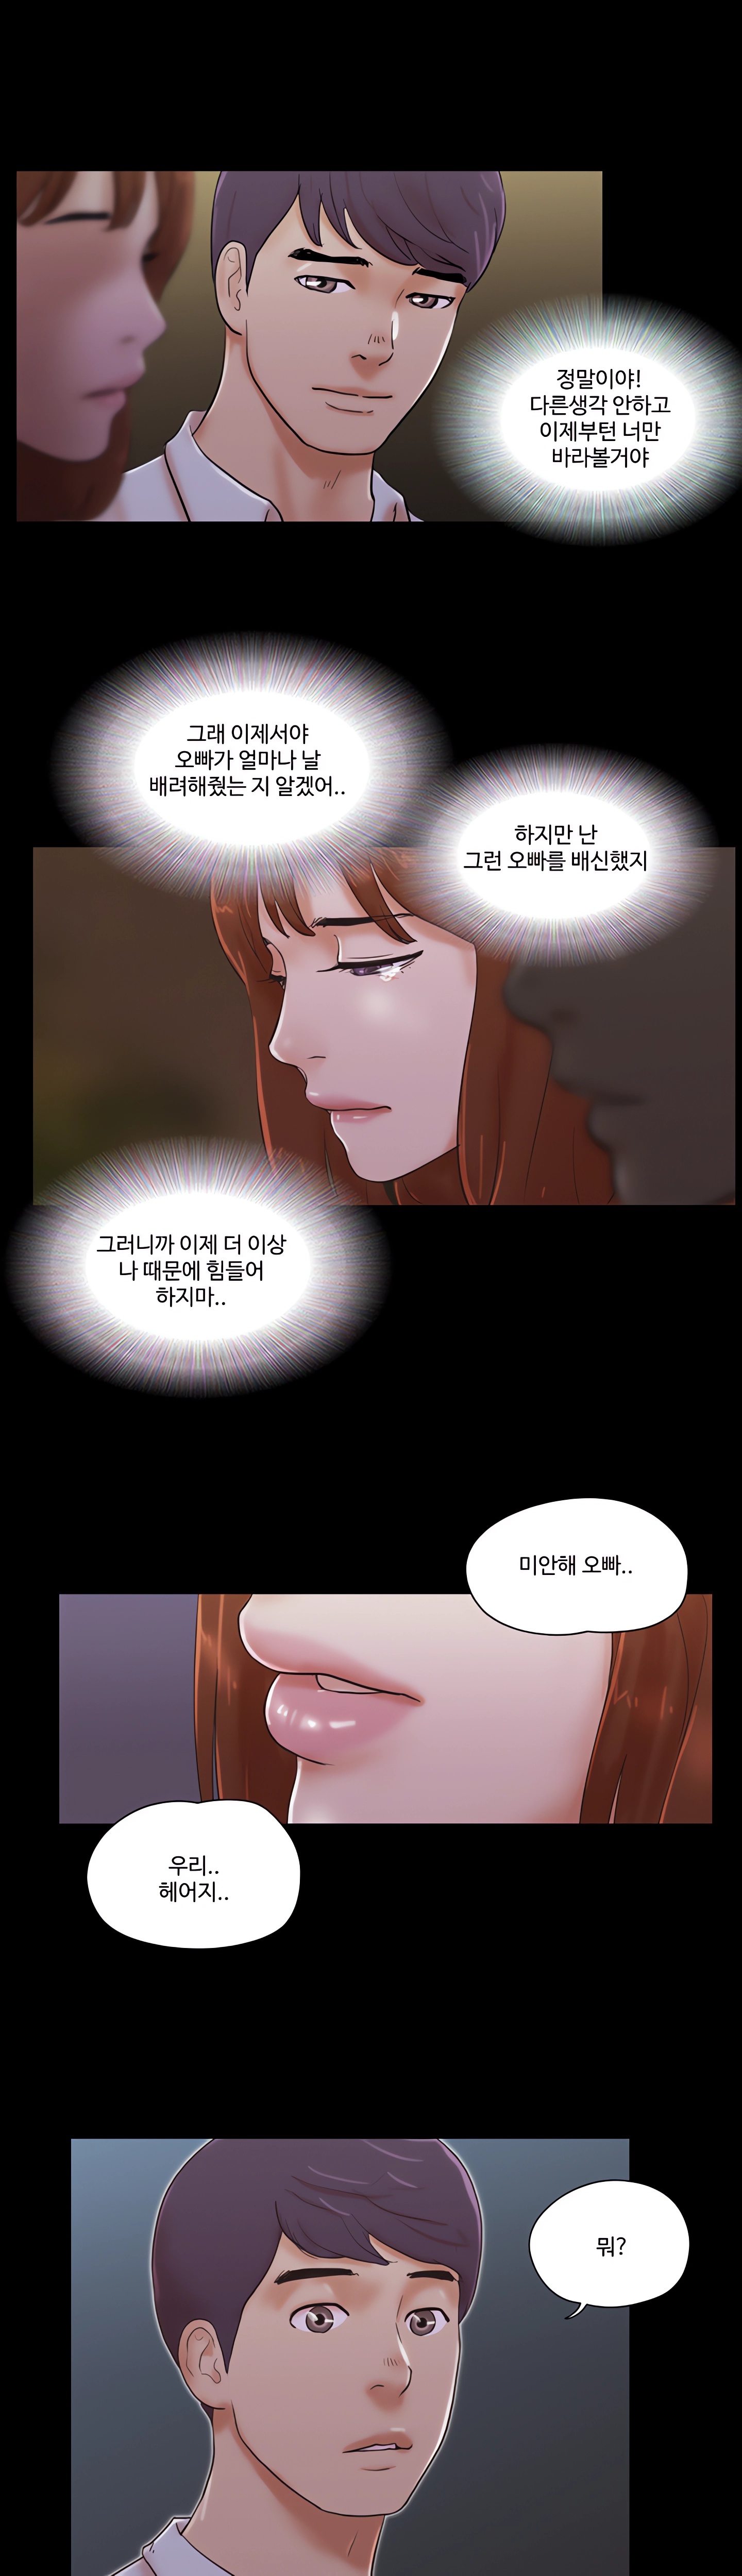 정말이야!
다른생각 안하고
이제부턴 너만
바라볼거야
그래 이제서야
오빠가 얼마나 날
배려해줬는 지 알겠어..
하지만 난
그런 오빠를 배신했지
그러니까 이제 더 이상
나 때문에 힘들어
하지마..
미안해 오빠..
우리..
헤어지..
뭐?